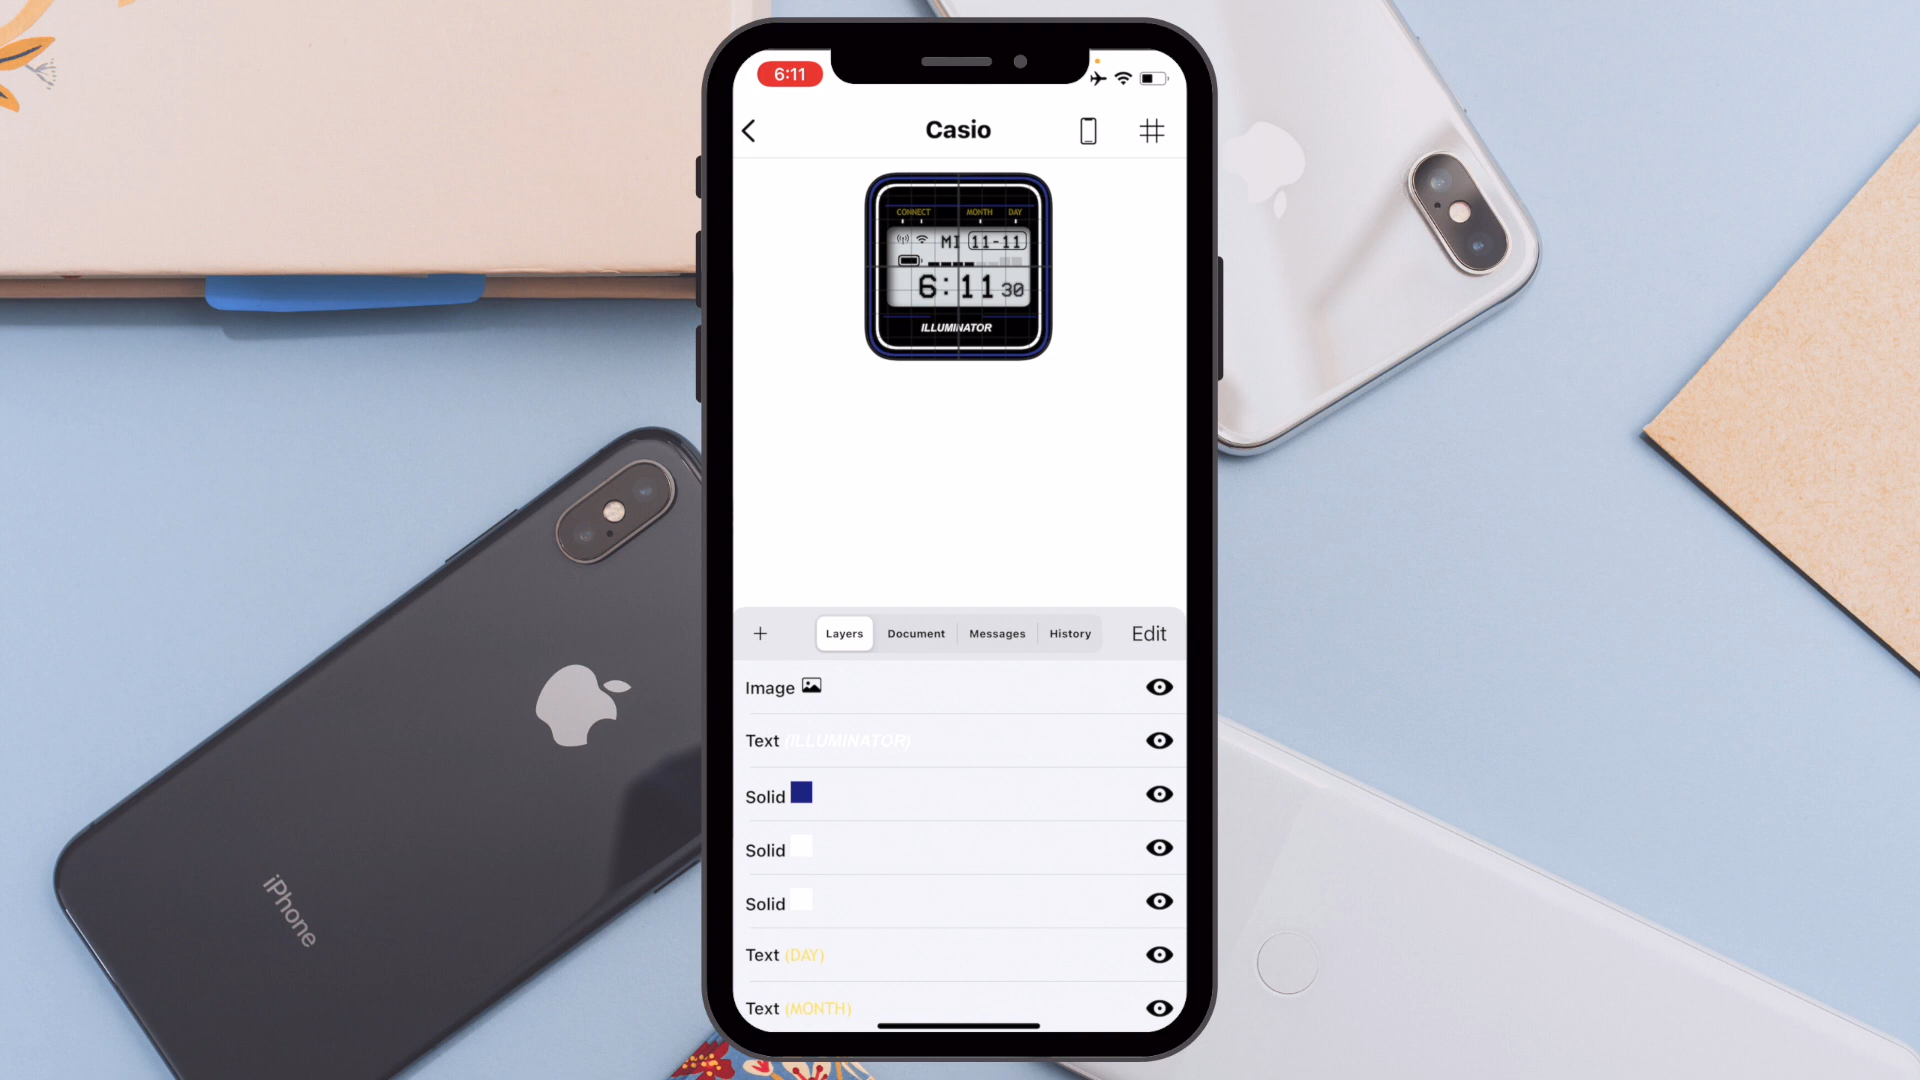 6:11
Casio
CONNECT MONTH DAY
MI 11-11
6:11 30
ILLUMINATOR
Layers Document Messages History Edit
Image
Text (ILLUMINATOR)
Solid
Solid
Solid
Text (DAY)
Text (MONTH)
iPhone